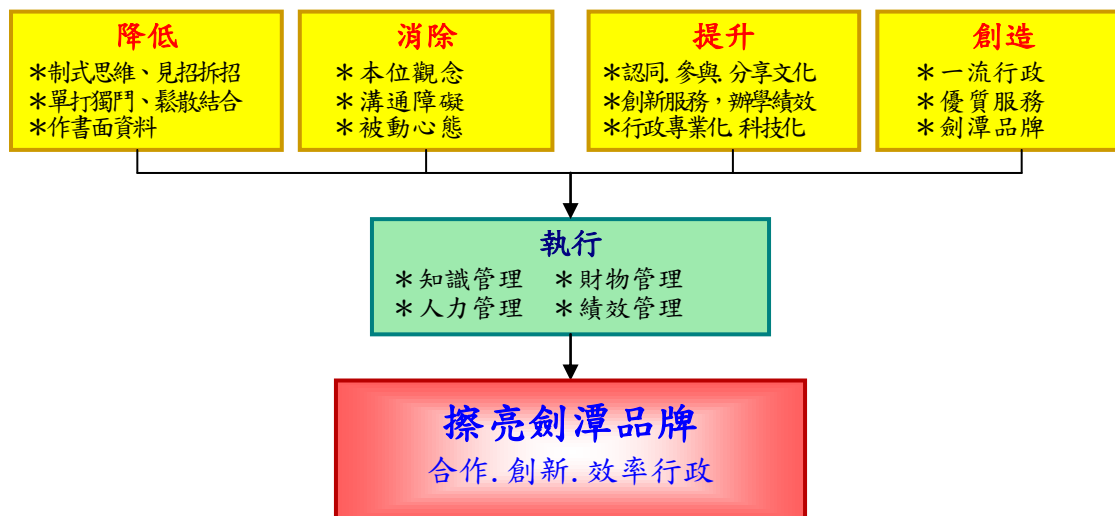 降低
＊制式思維、見招拆招
＊單打獨鬥、鬆散結合
＊作書面資料
消除
＊本位觀念
＊溝通障礙
＊被動心態
提升
＊認同.參與.分享文化
＊創新服務，辦學績效
＊行政專業化.科技化
創造
＊一流行政
＊優質服務
＊劍潭品牌
執行
＊知識管理　＊財物管理
＊人力管理　＊績效管理
擦亮劍潭品牌
合作.創新.效率行政